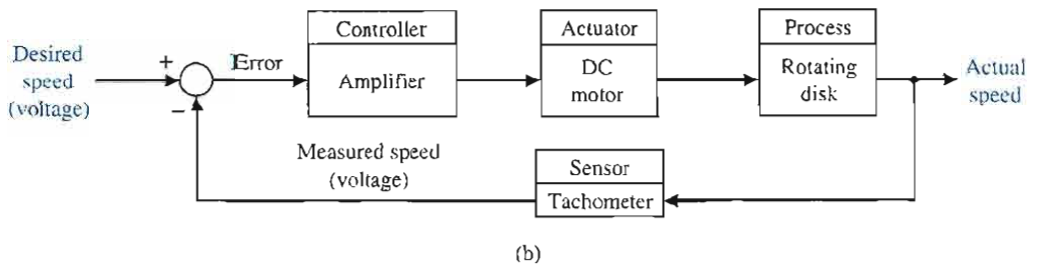 Desired
speed
(voltage)
+
−
Error
Controller
Amplifier
Actuator
DC
motor
Process
Rotating
disk
Actual
speed
Measured speed
(voltage)
Sensor
Tachometer
(b)